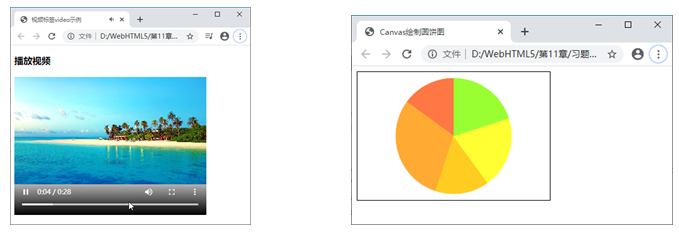 视频标签video示例
文件 D:/WebHTML5/第11章...
播放视频
0:04 / 0:28
Canvas绘制圆饼图
文件 D:/WebHTML5/第11章/习题...